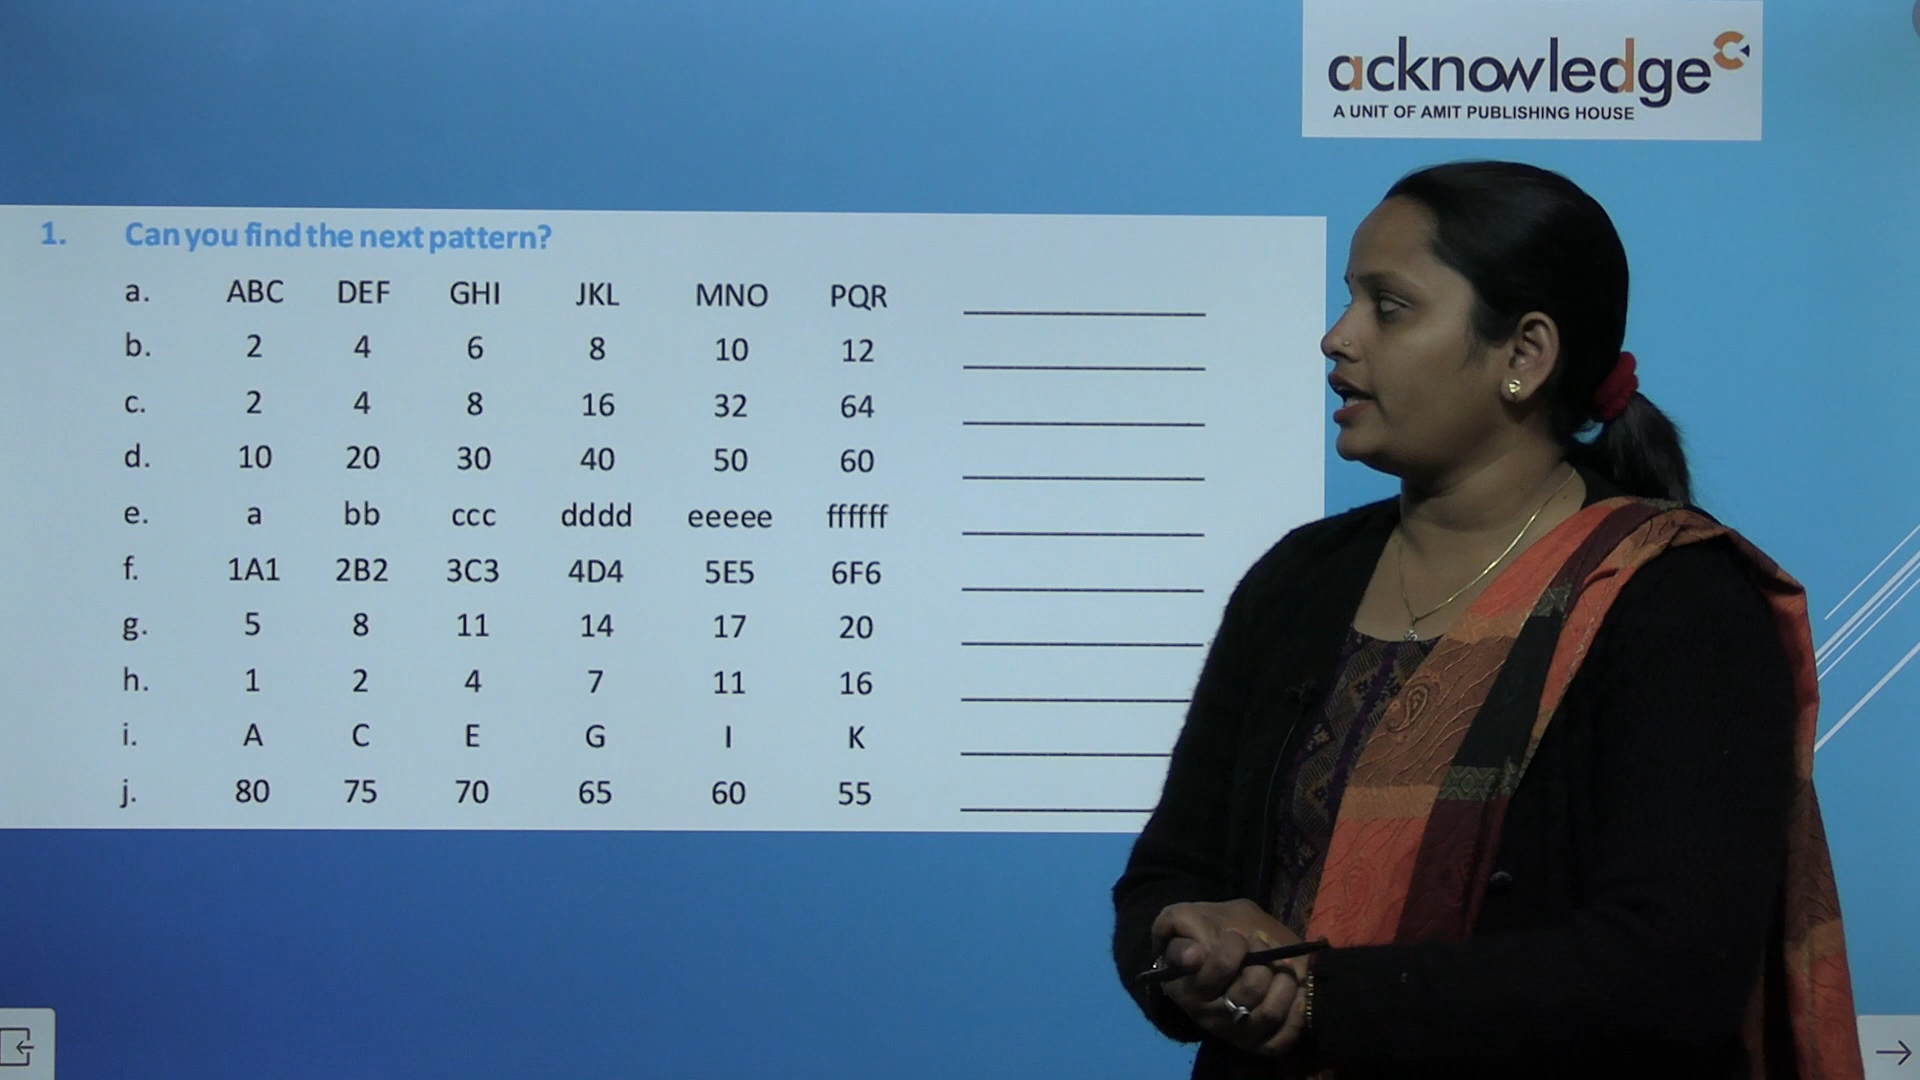 acknowledge
A UNIT OF AMIT PUBLISHING HOUSE
1. Can you find the next pattern?
a. ABC DEF GHI JKL MNO PQR
b. 2 4 6 8 10 12
c. 2 4 8 16 32 64
d. 10 20 30 40 50 60
e. a bb ccc dddd eeeee ffffff
f. 1A1 2B2 3C3 4D4 5E5 6F6
g. 5 8 11 14 17 20
h. 1 2 4 7 11 16
i. A C E G I K
j. 80 75 70 65 60 55